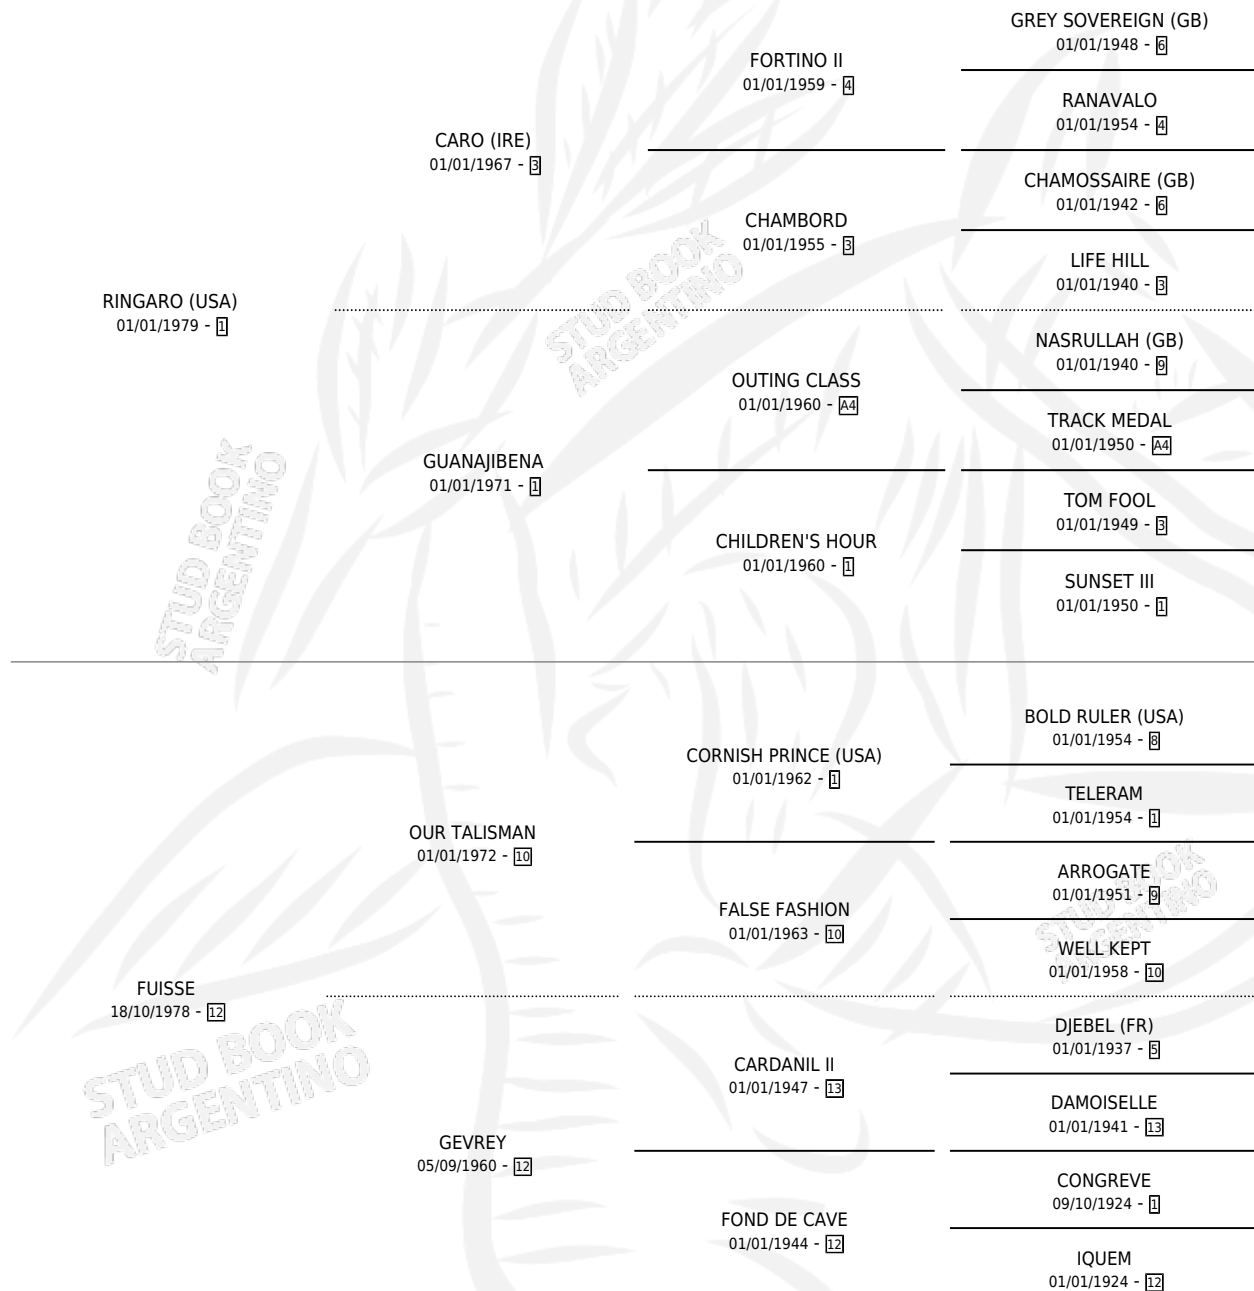 GREY SOVEREIGN (GB)
01/01/1948 - 6
FORTINO II
01/01/1959 - 4
RANAVALO
01/01/1954 - 4
CARO (IRE)
01/01/1967 - 3
CHAMOSSAIRE (GB)
01/01/1942 - 6
CHAMBORD
01/01/1955 - 3
LIFE HILL
01/01/1940 - 3
RINGARO (USA)
01/01/1979 - 1
NASRULLAH (GB)
01/01/1940 - 9
OUTING CLASS
01/01/1960 - A4
TRACK MEDAL
01/01/1950 - A4
GUANAJIBENA
01/01/1971 - 1
TOM FOOL
01/01/1949 - 3
CHILDREN'S HOUR
01/01/1960 - 1
SUNSET III
01/01/1950 - 1
BOLD RULER (USA)
01/01/1954 - 8
CORNISH PRINCE (USA)
01/01/1962 - 1
TELERAM
01/01/1954 - 1
OUR TALISMAN
01/01/1972 - 10
ARROGATE
01/01/1951 - 9
FALSE FASHION
01/01/1963 - 10
WELL KEPT
01/01/1958 - 10
FUISSE
18/10/1978 - 12
DJEBEL (FR)
01/01/1937 - 5
CARDANIL II
01/01/1947 - 13
DAMOISELLE
01/01/1941 - 13
GEVREY
05/09/1960 - 12
CONGREVE
09/10/1924 - 1
FOND DE CAVE
01/01/1944 - 12
IQUEM
01/01/1924 - 12
STUD BOOK
ARGENTINO
STUD BOOK
ARGENTINO
STUD BOOK
ARGENTINO
STUD BOOK
ARGENTINO